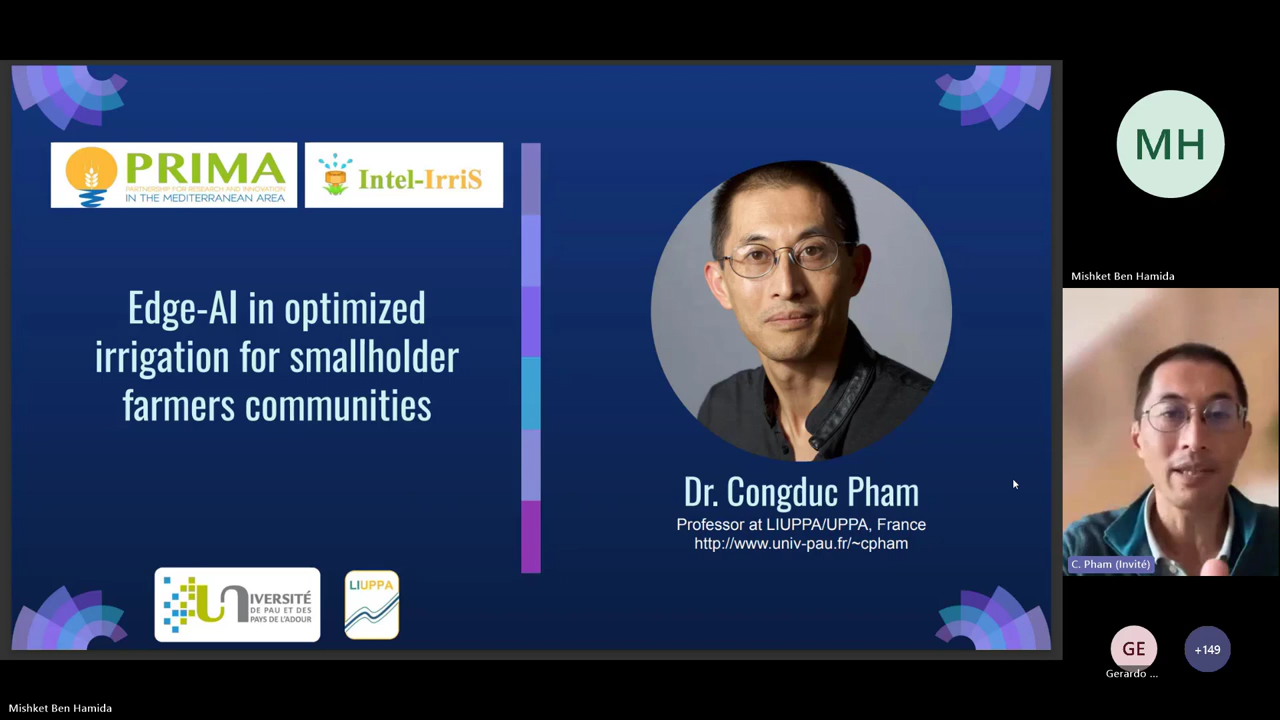 PRIMA
PARTNERSHIP FOR RESEARCH AND INNOVATION
IN THE MEDITERRANEAN AREA
Intel-IrriS
Edge-AI in optimized
irrigation for smallholder
farmers communities
Dr. Congduc Pham
Professor at LIUPPA/UPPA, France
http://www.univ-pau.fr/~cpham
UNIVERSITÉ
DE PAU ET DES
PAYS DE L'ADOUR
LIUPPA
MH
Mishket Ben Hamida
C. Pham (Invité)
GE
Gerardo ...
+149
Mishket Ben Hamida